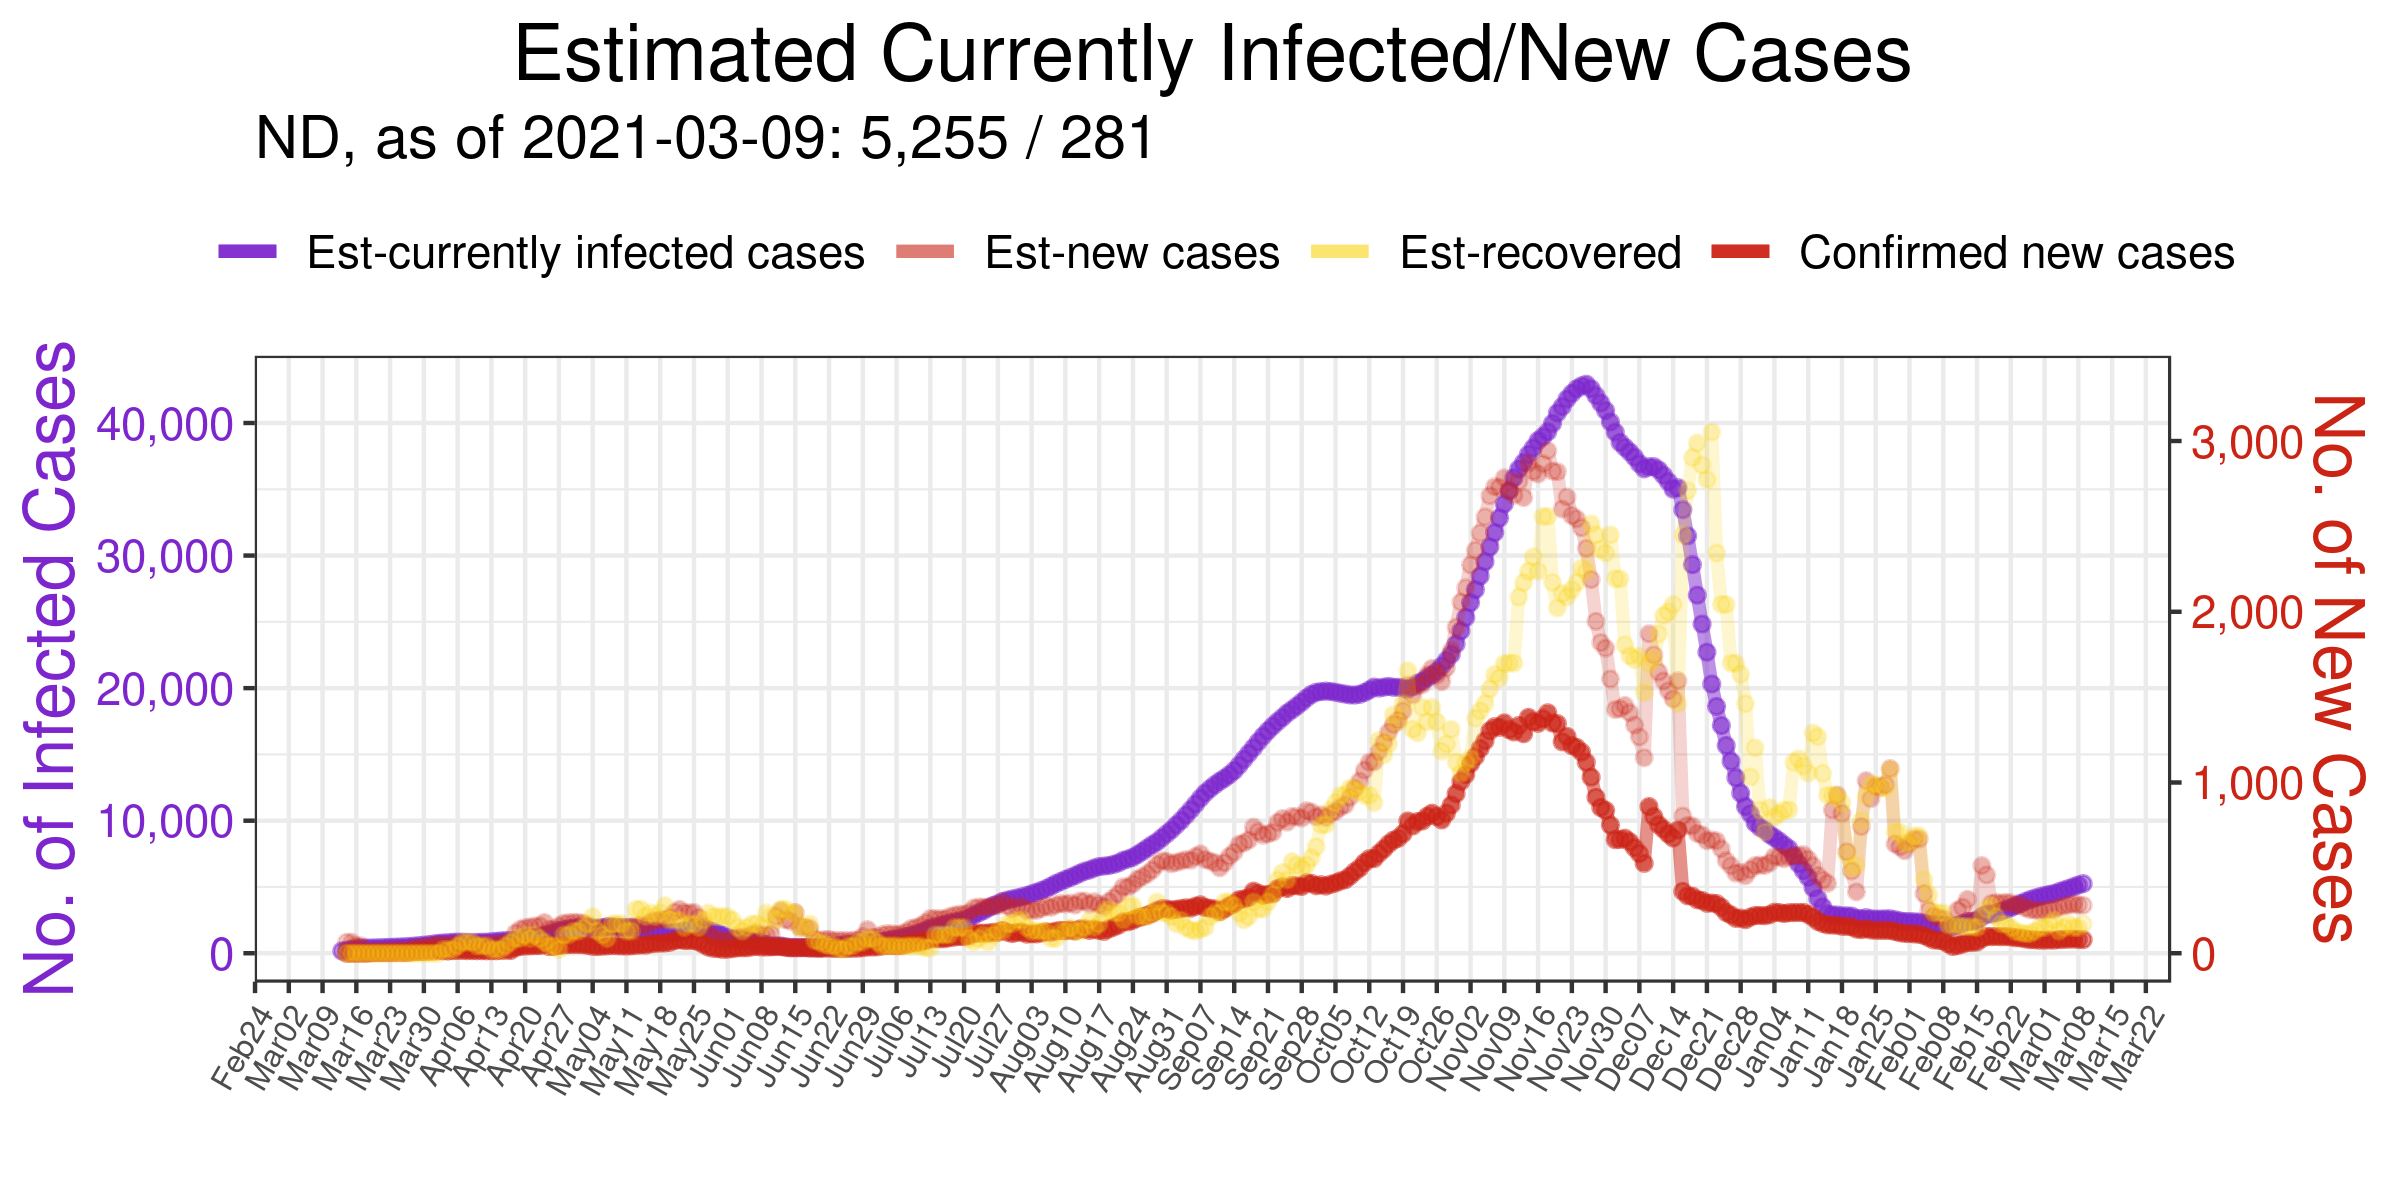 Estimated Currently Infected/New Cases
ND, as of 2021-03-09: 5,255 / 281
Est-currently infected cases Est-new cases Est-recovered Confirmed new cases
No. of Infected Cases
40,000
30,000
20,000
10,000
0
3,000
2,000
1,000
0
No. of New Cases
Feb24 Mar02 Mar09 Mar16 Mar23 Mar30 Apr06 Apr13 Apr20 Apr27 May04 May11 May18 May25 Jun01 Jun08 Jun15 Jun22 Jun29 Jul06 Jul13 Jul20 Jul27 Aug03 Aug10 Aug17 Aug24 Aug31 Sep07 Sep14 Sep21 Sep28 Oct05 Oct12 Oct19 Oct26 Nov02 Nov09 Nov16 Nov23 Nov30 Dec07 Dec14 Dec21 Dec28 Jan04 Jan11 Jan18 Jan25 Feb01 Feb08 Feb15 Feb22 Mar01 Mar08 Mar15 Mar22